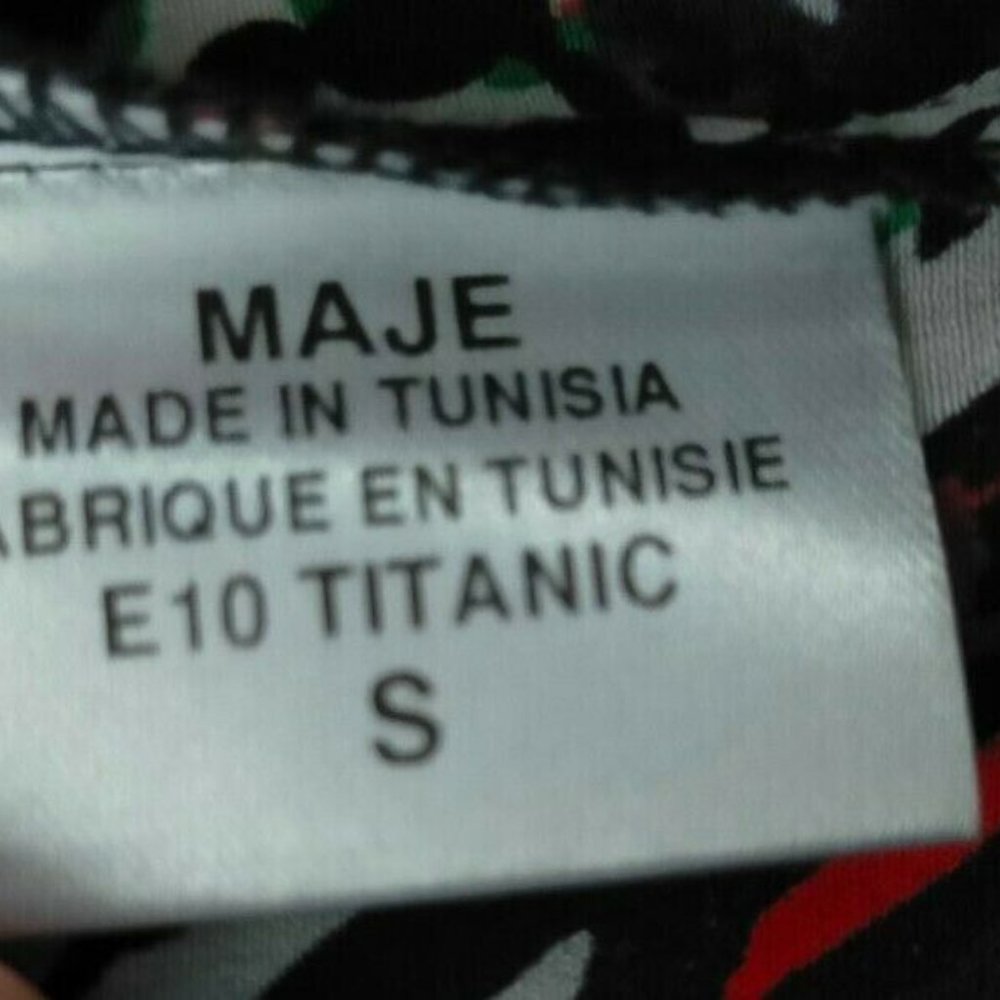 MAJE
MADE IN TUNISIA
ABRIQUE EN TUNISIE
E10 TITANIC
S